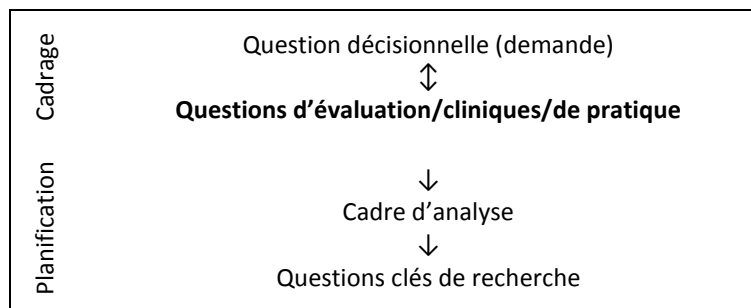 Cadrage
Question décisionnelle (demande)
↕
Questions d’évaluation/cliniques/de pratique
Planification
↓
Cadre d’analyse
↓
Questions clés de recherche